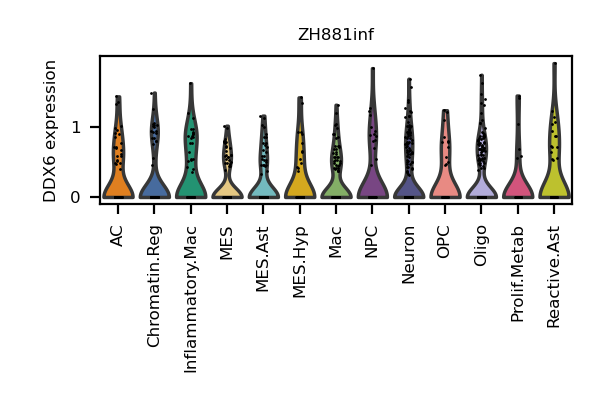 ZH881inf
DDX6 expression
1
0
AC
Chromatin.Reg
Inflammatory.Mac
MES
MES.Ast
MES.Hyp
Mac
NPC
Neuron
OPC
Oligo
Prolif.Metab
Reactive.Ast